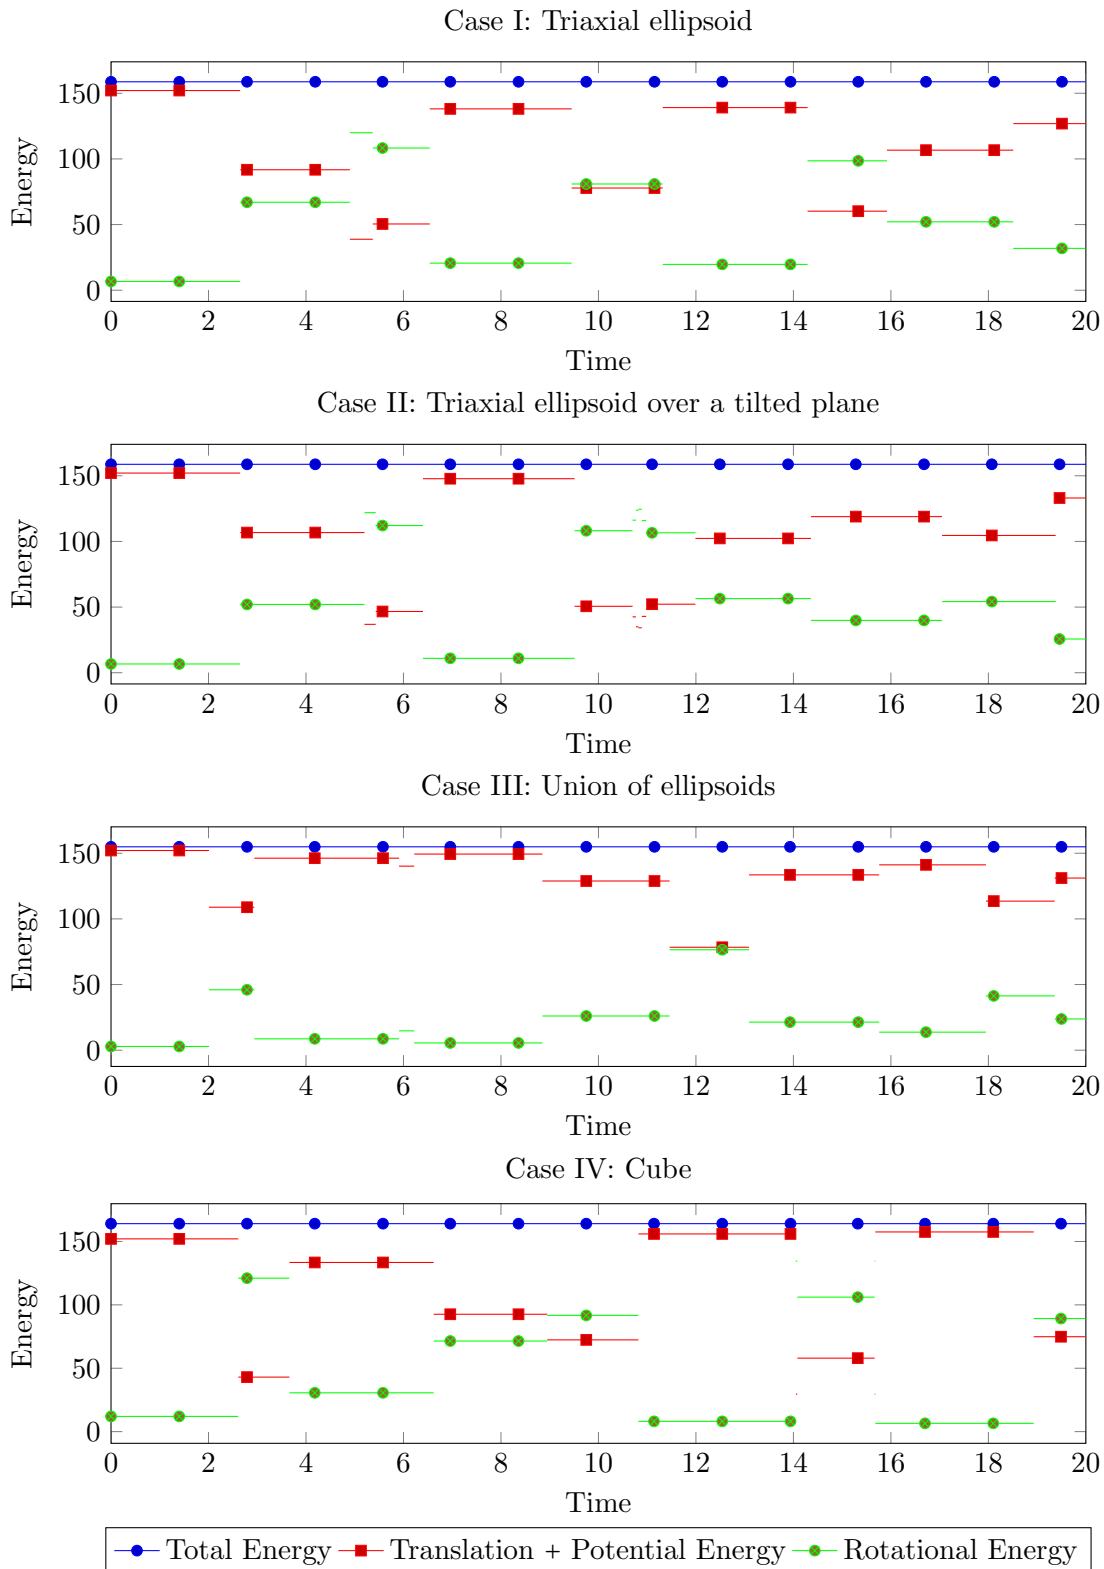 Case I: Triaxial ellipsoid
150
100
50
0
Energy
0 2 4 6 8 10 12 14 16 18 20
Time
Case II: Triaxial ellipsoid over a tilted plane
150
100
50
0
Energy
0 2 4 6 8 10 12 14 16 18 20
Time
Case III: Union of ellipsoids
150
100
50
0
Energy
0 2 4 6 8 10 12 14 16 18 20
Time
Case IV: Cube
150
100
50
0
Energy
0 2 4 6 8 10 12 14 16 18 20
Time
Total Energy Translation + Potential Energy Rotational Energy